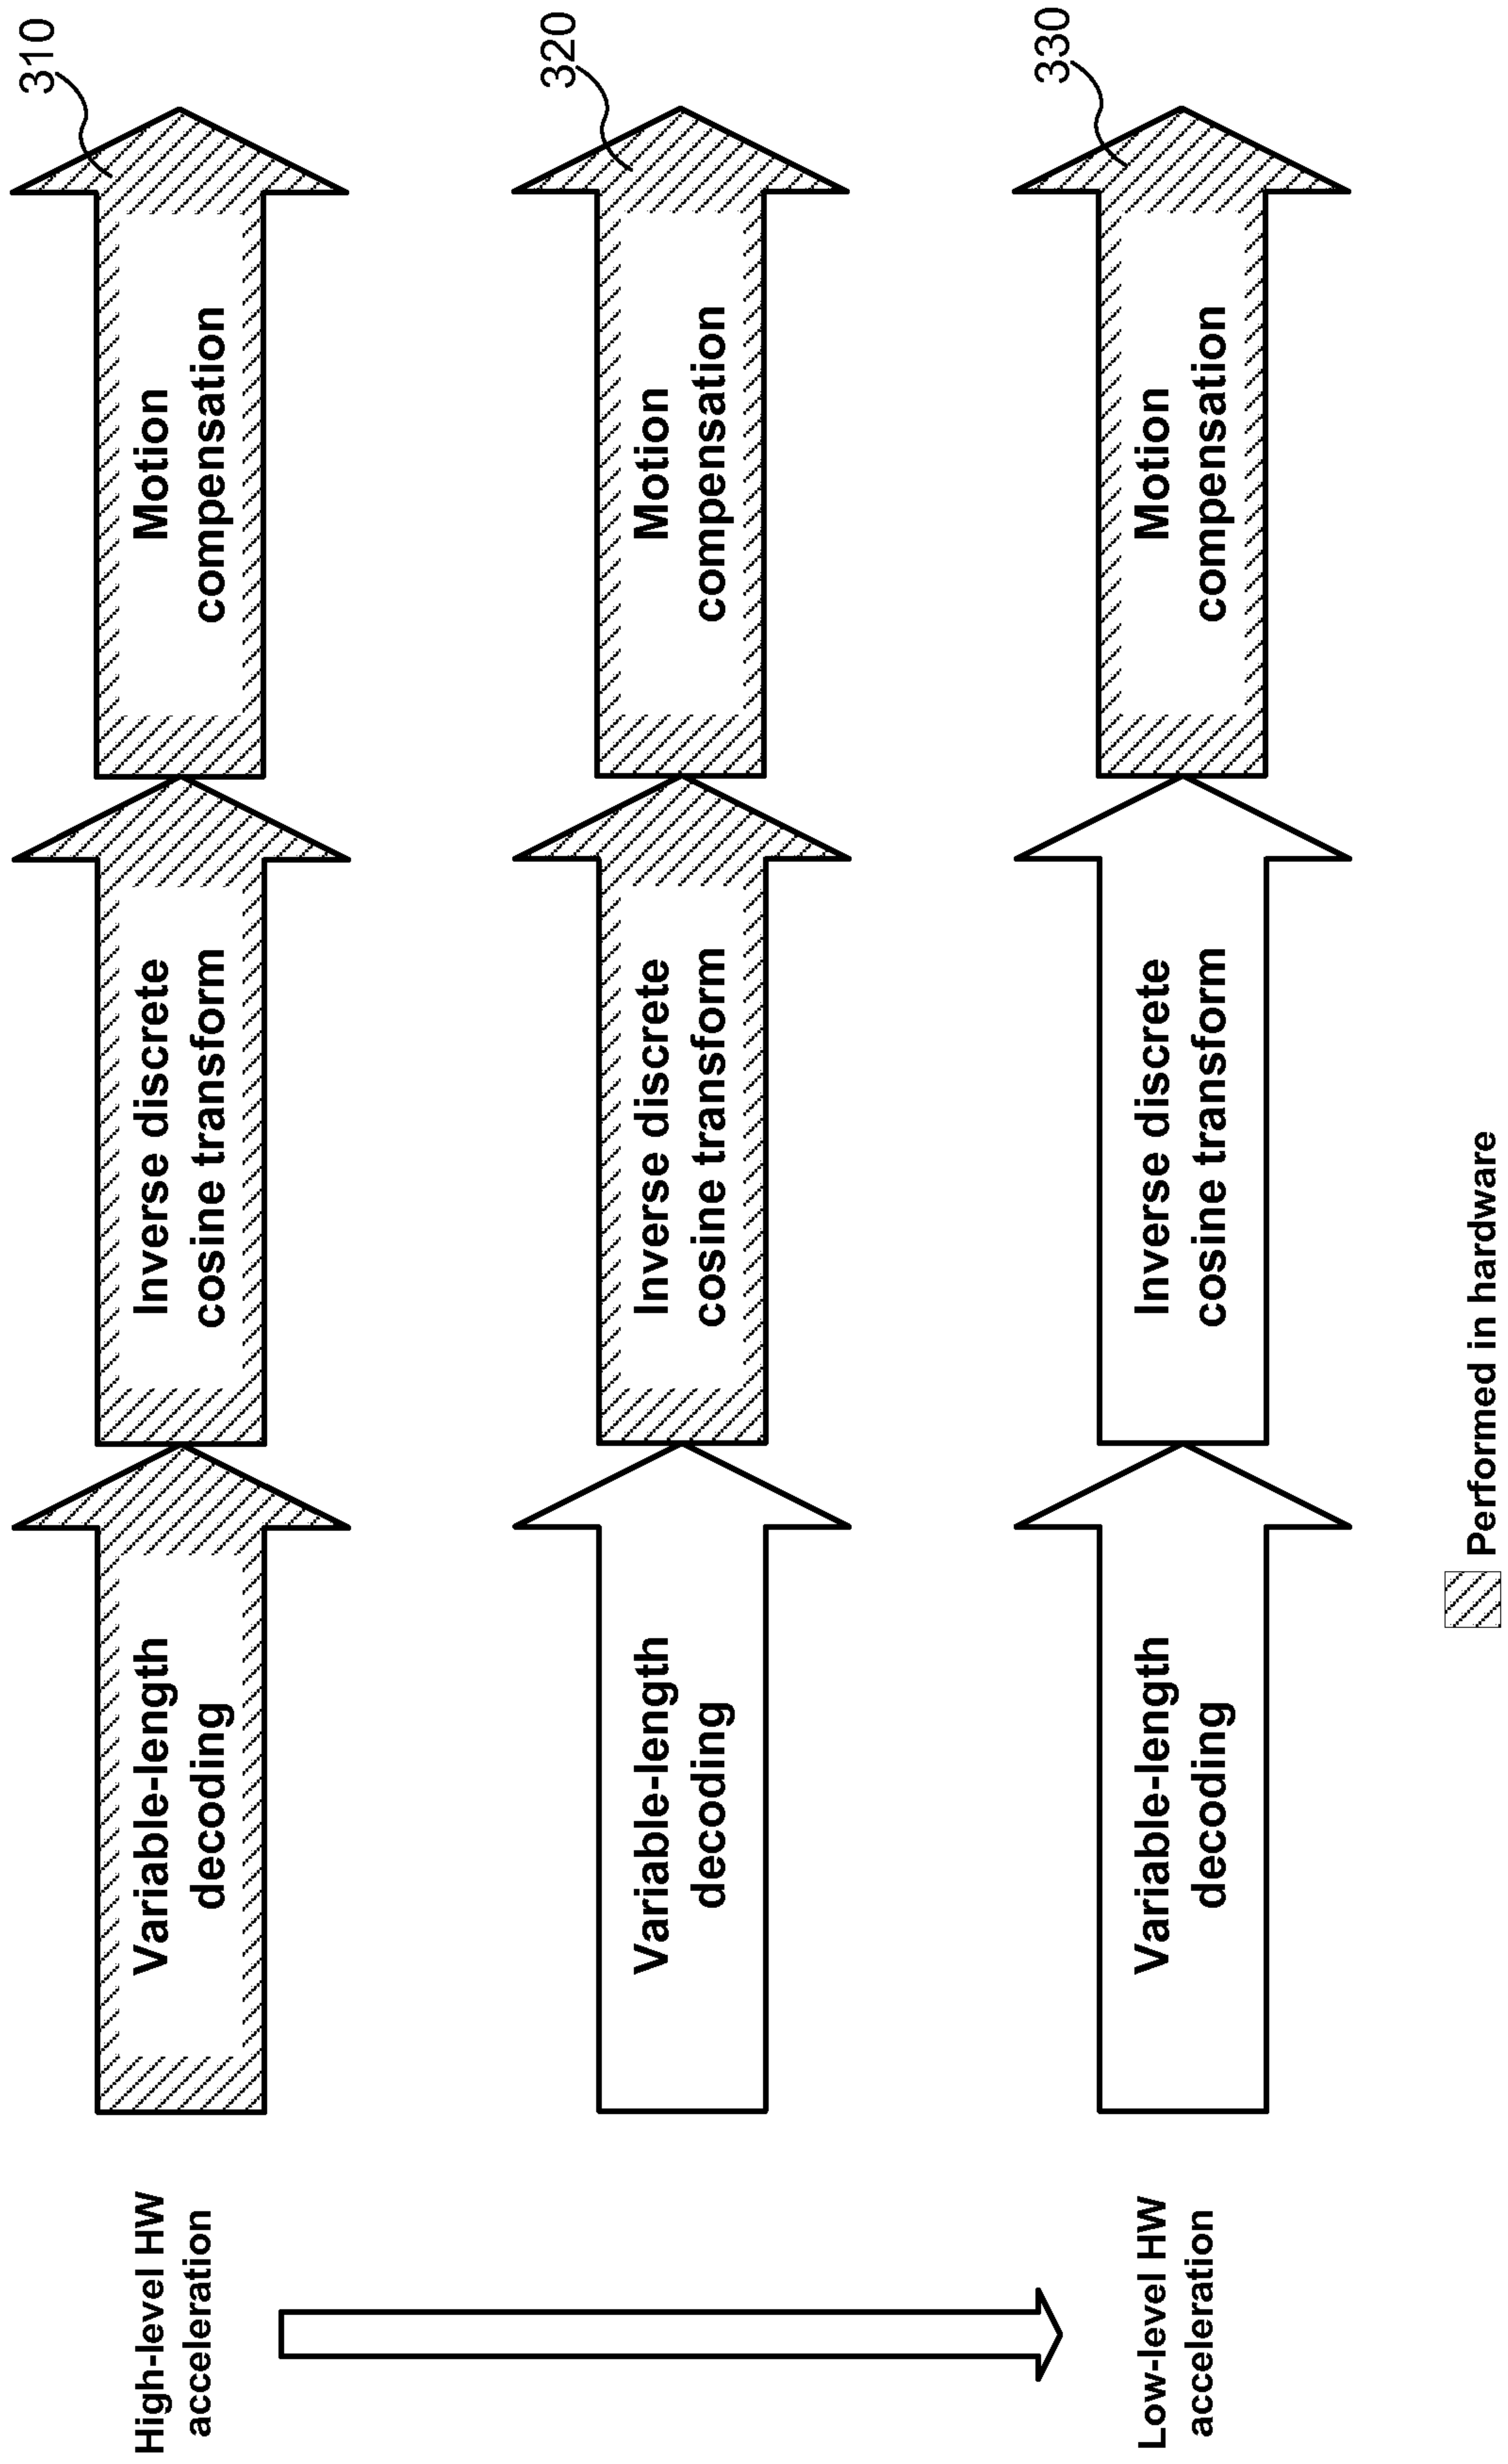 High-level HW
acceleration
Variable-length
decoding
Inverse discrete
cosine transform
Motion
compensation
310
Variable-length
decoding
Inverse discrete
cosine transform
Motion
compensation
320
Low-level HW
acceleration
Variable-length
decoding
Inverse discrete
cosine transform
Motion
compensation
330
Performed in hardware